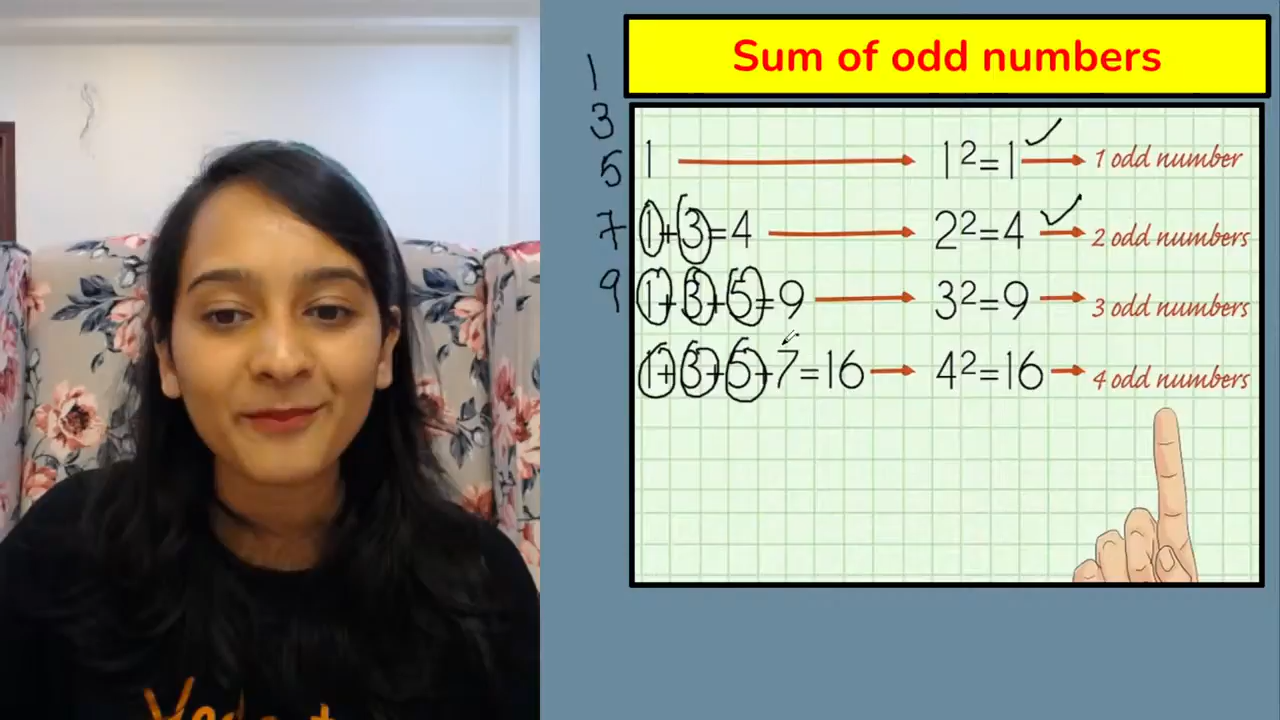 Sum of odd numbers
1
3
5
7
9
1 → 1²=1 → 1 odd number
1+3=4 → 2²=4 → 2 odd numbers
1+3+5=9 → 3²=9 → 3 odd numbers
1+3+5+7=16 → 4²=16 → 4 odd numbers